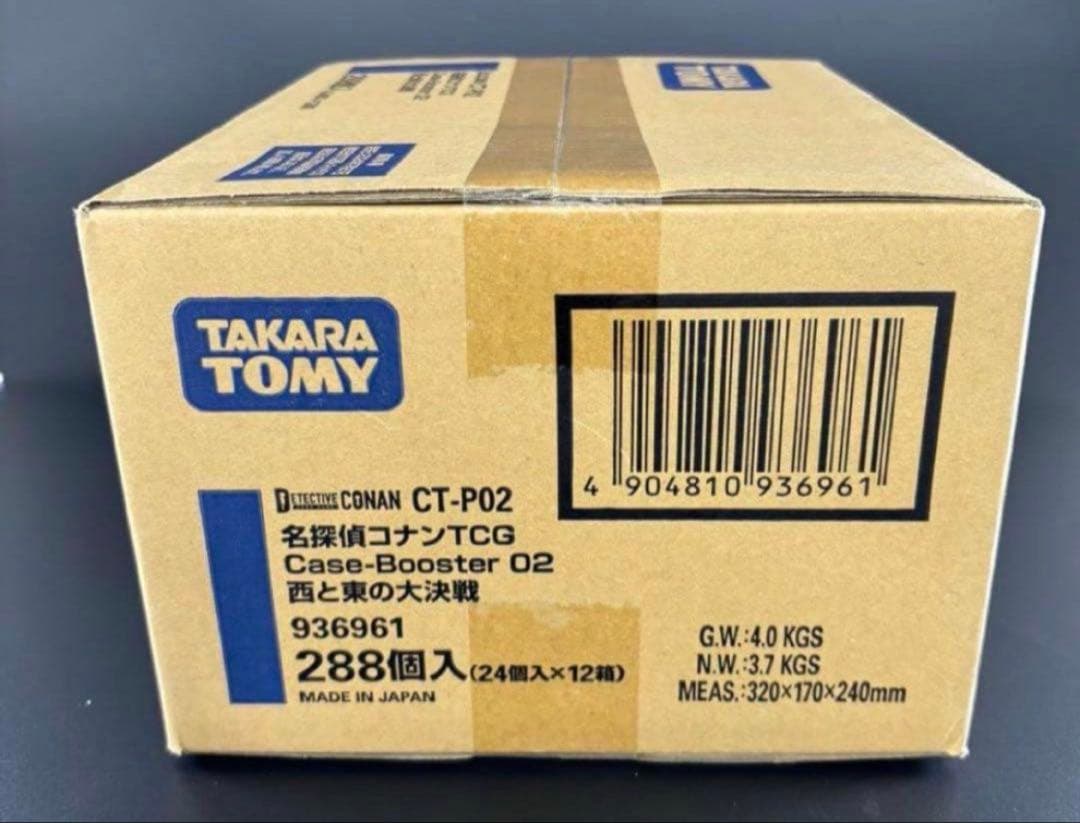 TAKARA
TOMY
TAKARA
TOMY
4 904810 936961
DETECTIVE CONAN CT-P02
名探偵コナンTCG
Case-Booster 02
西と東の大決戦
936961
288個入(24個入×12箱)
MADE IN JAPAN
G.W.:4.0 KGS
N.W.:3.7 KGS
MEAS.:320×170×240mm